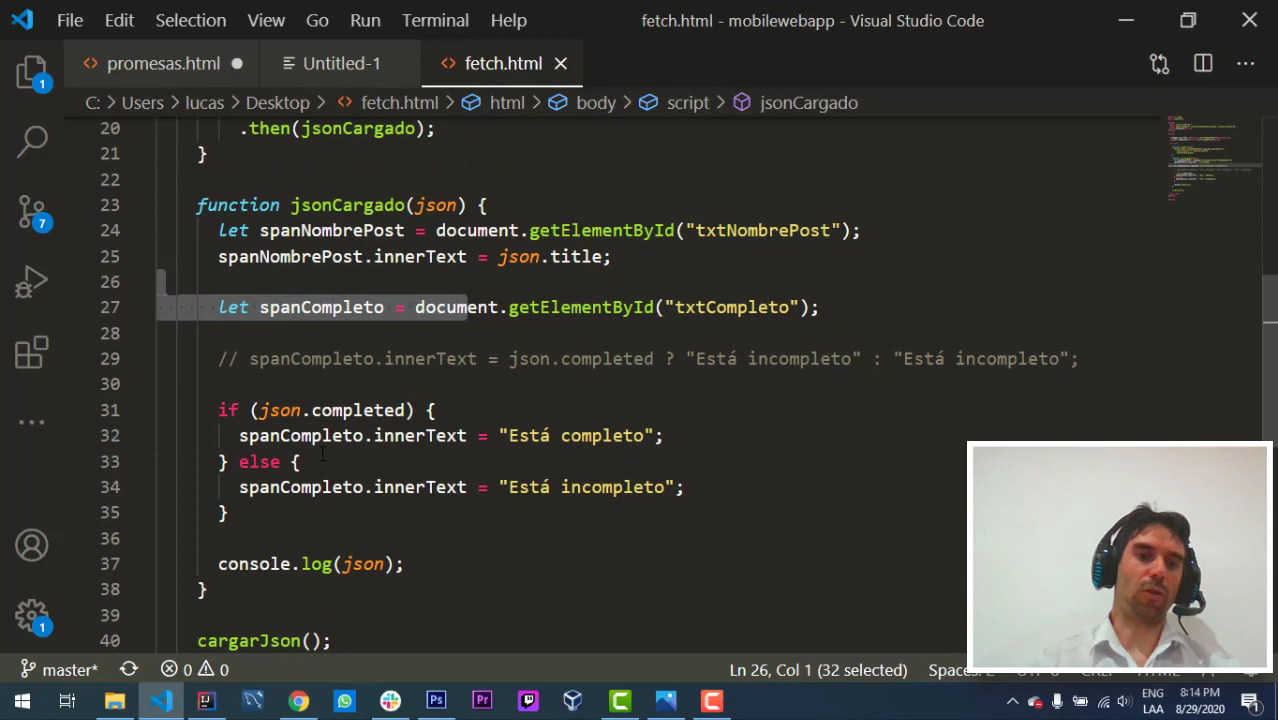 File Edit Selection View Go Run Terminal Help fetch.html - mobilewebapp - Visual Studio Code
promesas.html Untitled-1 fetch.html
C: > Users > lucas > Desktop > fetch.html > html > body > script > jsonCargado
20 .then(jsonCargado);
21 }
22
23 function jsonCargado(json) {
24 let spanNombrePost = document.getElementById("txtNombrePost");
25 spanNombrePost.innerText = json.title;
26
27 let spanCompleto = document.getElementById("txtCompleto");
28
29 // spanCompleto.innerText = json.completed ? "Está incompleto" : "Está incompleto";
30
31 if (json.completed) {
32 spanCompleto.innerText = "Está completo";
33 } else {
34 spanCompleto.innerText = "Está incompleto";
35 }
36
37 console.log(json);
38 }
39
40 cargarJson();
1
7
1
master* 0 0 Ln 26, Col 1 (32 selected)
ENG 8:14 PM
LAA 8/29/2020